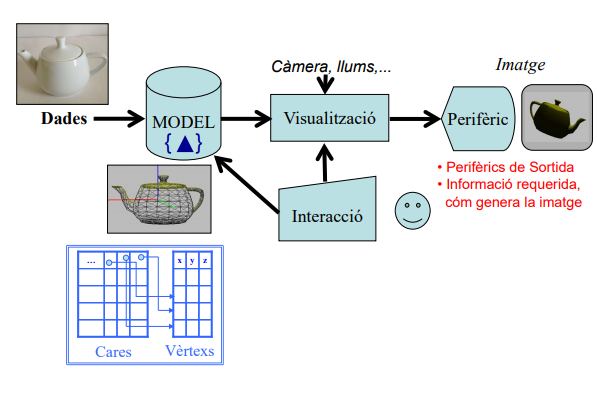 Càmera, llums,...
Imatge
Dades
MODEL
{▲}
Visualització
Perifèric
• Perifèrics de Sortida
• Informació requerida,
cóm genera la imatge
Interacció
...
x y z
Cares
Vèrtexs